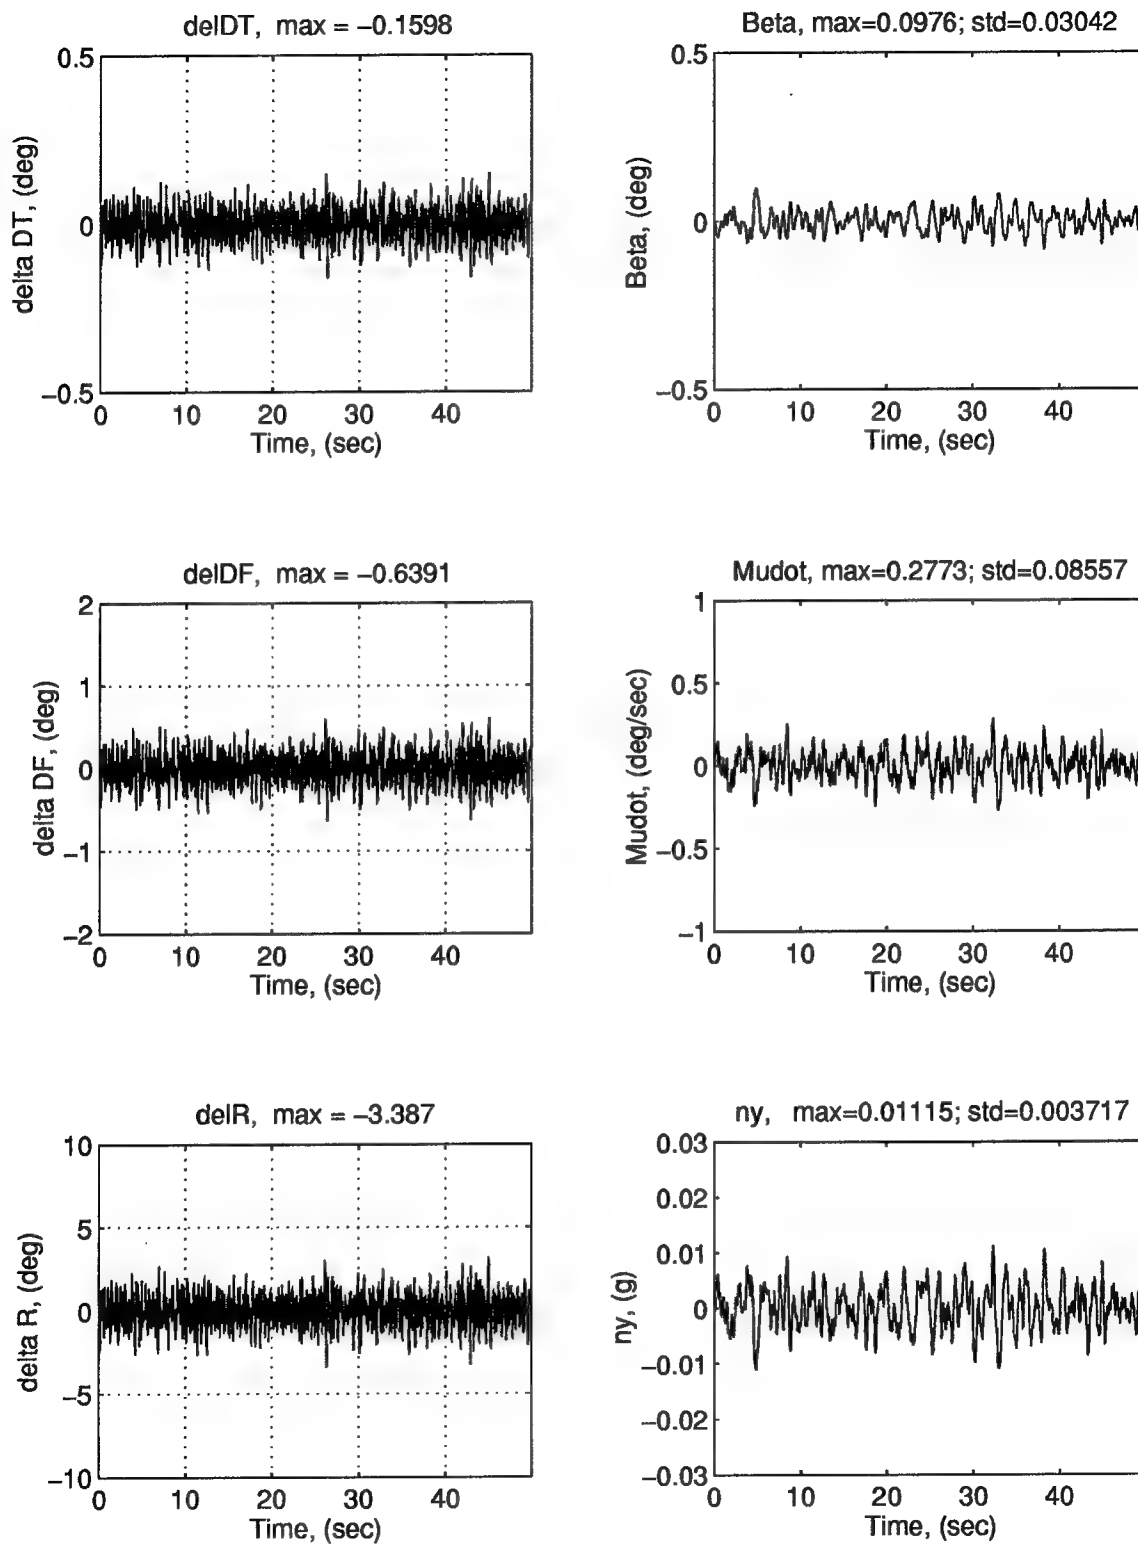 delDT,  max = −0.1598
0.5
0
−0.5
delta DT, (deg)
0 10 20 30 40
Time, (sec)
Beta, max=0.0976; std=0.03042
0.5
0
−0.5
Beta, (deg)
0 10 20 30 40
Time, (sec)
delDF,  max = −0.6391
2
1
0
−1
−2
delta DF, (deg)
0 10 20 30 40
Time, (sec)
Mudot, max=0.2773; std=0.08557
1
0.5
0
−0.5
−1
Mudot, (deg/sec)
0 10 20 30 40
Time, (sec)
delR,  max = −3.387
10
5
0
−5
−10
delta R, (deg)
0 10 20 30 40
Time, (sec)
ny,   max=0.01115; std=0.003717
0.03
0.02
0.01
0
−0.01
−0.02
−0.03
ny, (g)
0 10 20 30 40
Time, (sec)